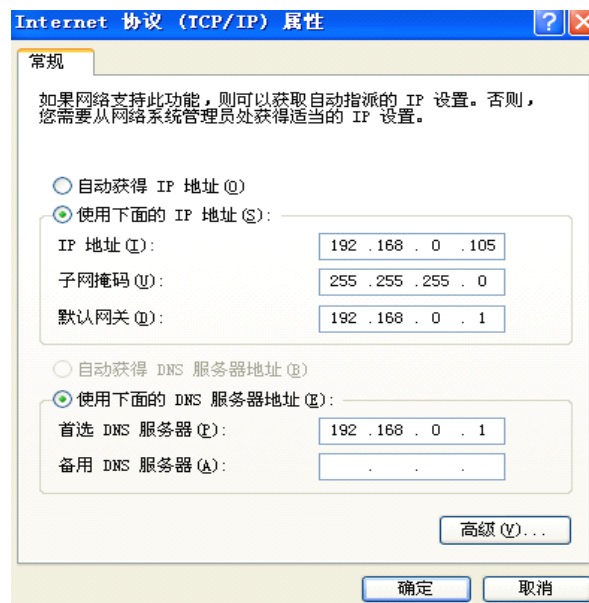 Internet 协议 (TCP/IP) 属性
常规
如果网络支持此功能，则可以获取自动指派的 IP 设置。否则，
您需要从网络系统管理员处获得适当的 IP 设置。
自动获得 IP 地址(O)
使用下面的 IP 地址(S):
IP 地址(I): 192 .168 . 0 .105
子网掩码(U): 255 .255 .255 . 0
默认网关(D): 192 .168 . 0 . 1
自动获得 DNS 服务器地址(B)
使用下面的 DNS 服务器地址(E):
首选 DNS 服务器(P): 192 .168 . 0 . 1
备用 DNS 服务器(A): . . .
高级(V)...
确定 取消